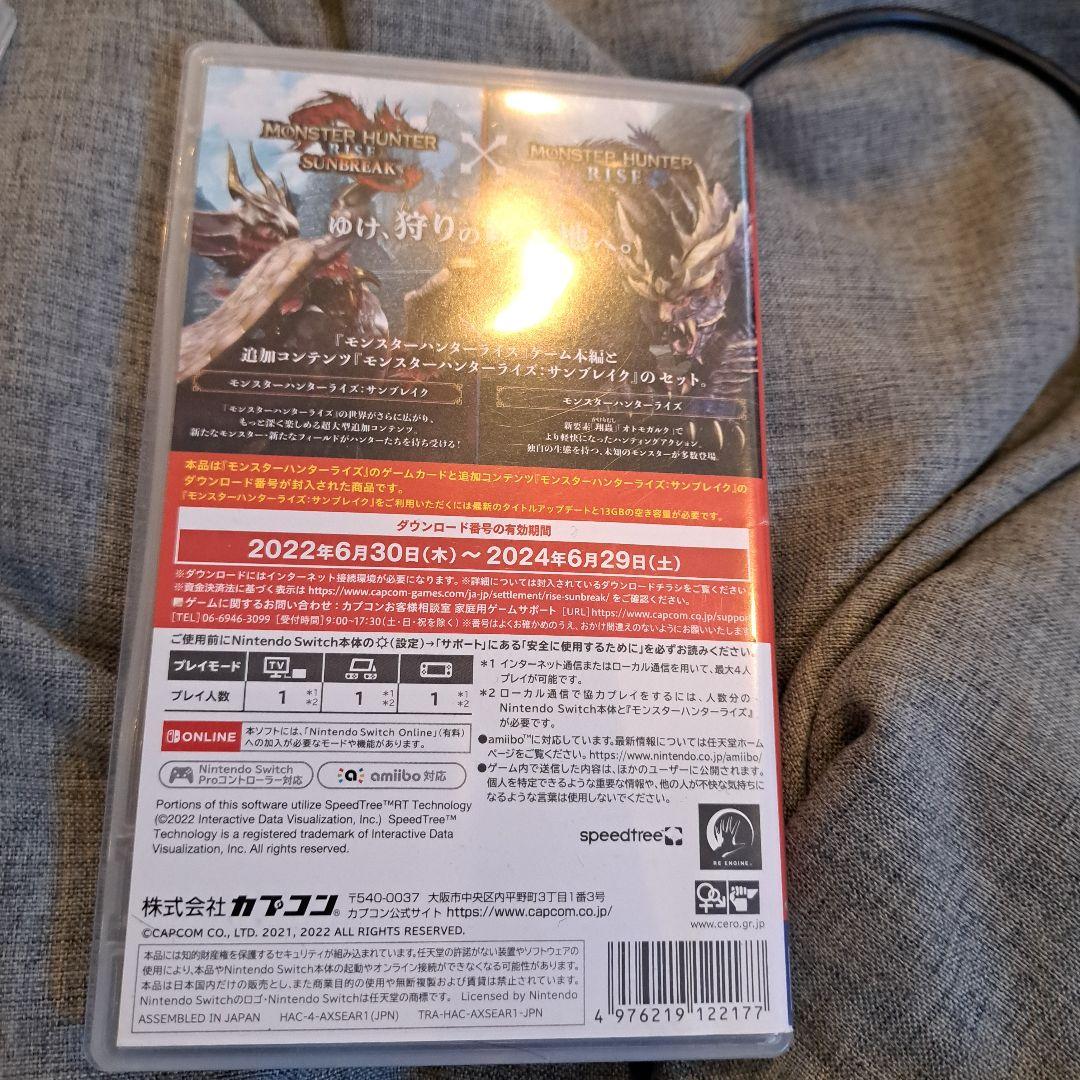 MONSTER HUNTER
RISE
SUNBREAK
MONSTER HUNTER
RISE
ゆけ、狩りの 地へ。
『モンスターハンターライズ』ゲーム本編と
追加コンテンツ『モンスターハンターライズ:サンブレイク』のセット。
モンスターハンターライズ:サンブレイク
『モンスターハンターライズ』の世界がさらに広がり、
もっと深く楽しめる超大型追加コンテンツ。
新たなモンスター・新たなフィールドがハンターたちを待ち受ける!
モンスターハンターライズ
新要素「翔蟲」「オトモガルク」で
より軽快になったハンティングアクション。
独自の生態を持つ、未知のモンスターが多数登場。
本品は『モンスターハンターライズ』のゲームカードと追加コンテンツ『モンスターハンターライズ:サンブレイク』の
ダウンロード番号が封入された商品です。
『モンスターハンターライズ:サンブレイク』をご利用いただくには最新のタイトルアップデートと13GBの空き容量が必要です。
ダウンロード番号の有効期間
2022年6月30日(木)~2024年6月29日(土)
※ダウンロードにはインターネット接続環境が必要になります。※詳細については封入されているダウンロードチラシをご覧ください
※資金決済法に基づく表示は https://www.capcom-games.com/ja-jp/settlement/rise-sunbreak/ をご確認ください。
ゲームに関するお問い合わせ:カプコンお客様相談室 家庭用ゲームサポート [URL]https://www.capcom.co.jp/support
[TEL]06-6946-3099 [受付時間]9:00~17:30(土・日・祝を除く) ※番号はよくお確かめのうえ、おかけ間違えのないようにお願いいたします
ご使用前にNintendo Switch本体の(設定)→「サポート」にある「安全に使用するために」を必ずお読みください。
プレイモード TV
プレイ人数 1 *1 *2 1 *1 *2 1 *1 *2
*1 インターネット通信またはローカル通信を用いて、最大4人
プレイが可能です。
*2 ローカル通信で協力プレイをするには、人数分の
Nintendo Switch本体と『モンスターハンターライズ』
が必要です。
ONLINE 本ソフトには、「Nintendo Switch Online」(有料)
への加入が必要なモードや機能があります。
●amiibo™に対応しています。最新情報については任天堂ホーム
ページをご覧ください。https://www.nintendo.co.jp/amiibo/
●ゲーム内で送信した内容は、ほかのユーザーに公開されます。
個人を特定できるような重要な情報や、他の人が不快な気持ちに
なるような言葉は使用しないでください。
Nintendo Switch
Proコントローラー対応
amiibo 対応
Portions of this software utilize SpeedTree™RT Technology
(©2022 Interactive Data Visualization, Inc.) SpeedTree™
Technology is a registered trademark of Interactive Data
Visualization, Inc. All rights reserved.
speedtree
RE ENGINE
株式会社カプコン®
〒540-0037 大阪市中央区内平野町3丁目1番3号
カプコン公式サイト https://www.capcom.co.jp/
©CAPCOM CO., LTD. 2021, 2022 ALL RIGHTS RESERVED.
www.cero.gr.jp
本品には知的財産権を保護するセキュリティが組み込まれています。任天堂の許諾がない装置やソフトウェアの
使用により、本品やNintendo Switch本体の起動やオンライン接続ができなくなる可能性があります。
本品は日本国内だけの販売とし、また商業目的の使用や無断複製および賃貸は禁止されています。
Nintendo Switchのロゴ・Nintendo Switchは任天堂の商標です。 Licensed by Nintendo
ASSEMBLED IN JAPAN HAC-4-AXSEAR1(JPN) TRA-HAC-AXSEAR1-JPN
4 976219 122177